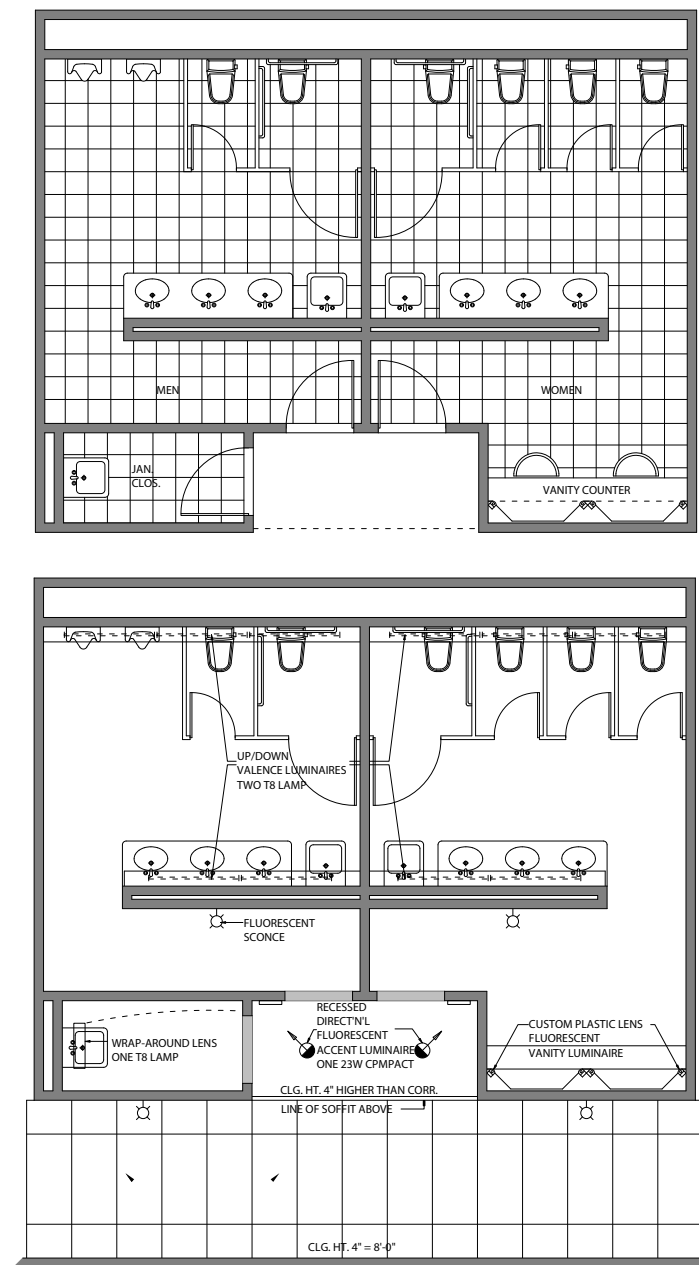 MEN
WOMEN
JAN.
CLOS.
VANITY COUNTER
UP/DOWN
VALENCE LUMINAIRES
TWO T8 LAMP
FLUORESCENT
SCONCE
RECESSED
DIRECT'N'L
FLUORESCENT
ACCENT LUMINAIRE
ONE 23W CPMPACT
WRAP-AROUND LENS
ONE T8 LAMP
CUSTOM PLASTIC LENS
FLUORESCENT
VANITY LUMINAIRE
CLG. HT. 4" HIGHER THAN CORR.
LINE OF SOFFIT ABOVE
CLG. HT. 4" = 8'-0"